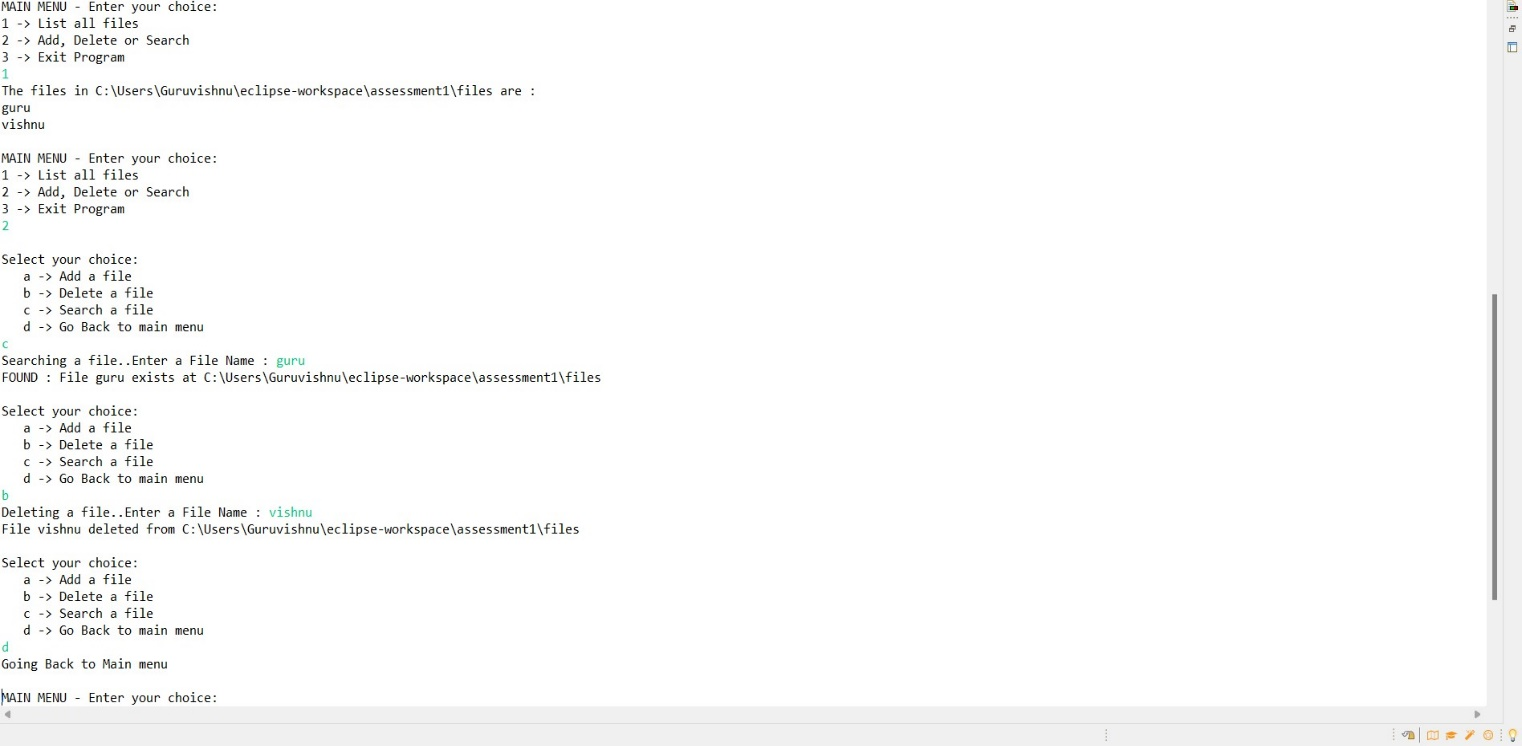 MAIN MENU - Enter your choice:
1 -> List all files
2 -> Add, Delete or Search
3 -> Exit Program
1
The files in C:\Users\Guruvishnu\eclipse-workspace\assessment1\files are :
guru
vishnu
MAIN MENU - Enter your choice:
1 -> List all files
2 -> Add, Delete or Search
3 -> Exit Program
2
Select your choice:
a -> Add a file
b -> Delete a file
c -> Search a file
d -> Go Back to main menu
c
Searching a file..Enter a File Name : guru
FOUND : File guru exists at C:\Users\Guruvishnu\eclipse-workspace\assessment1\files
Select your choice:
a -> Add a file
b -> Delete a file
c -> Search a file
d -> Go Back to main menu
b
Deleting a file..Enter a File Name : vishnu
File vishnu deleted from C:\Users\Guruvishnu\eclipse-workspace\assessment1\files
Select your choice:
a -> Add a file
b -> Delete a file
c -> Search a file
d -> Go Back to main menu
d
Going Back to Main menu
MAIN MENU - Enter your choice: